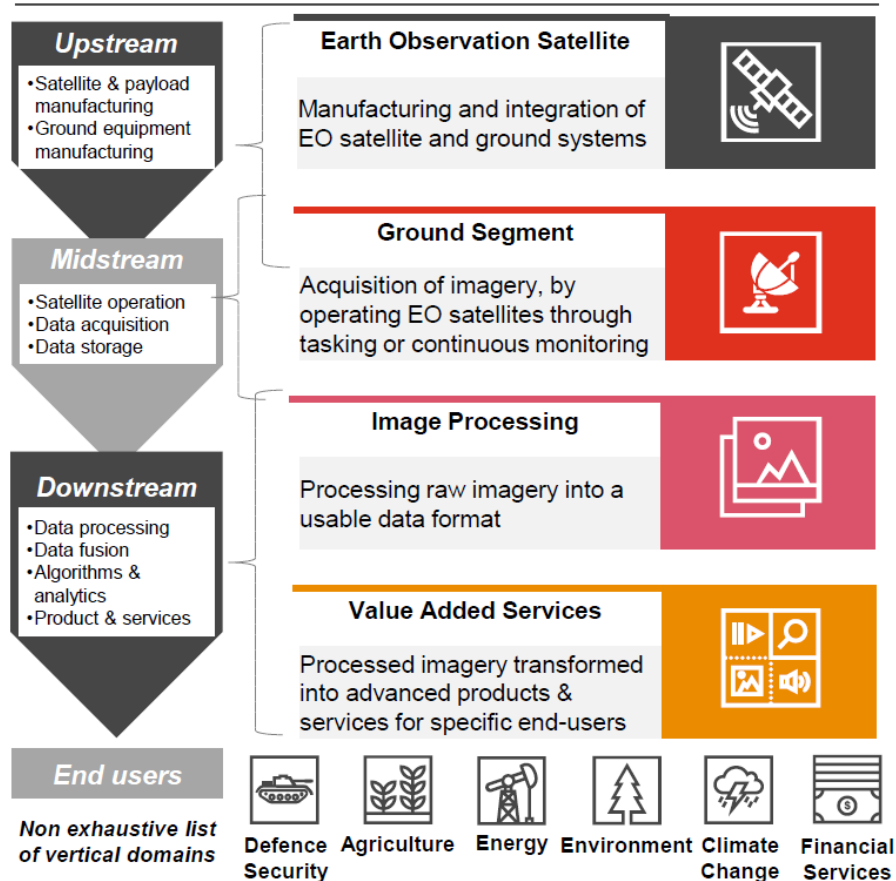 Upstream
•Satellite & payload
manufacturing
•Ground equipment
manufacturing
Earth Observation Satellite
Manufacturing and integration of
EO satellite and ground systems
Midstream
•Satellite operation
•Data acquisition
•Data storage
Ground Segment
Acquisition of imagery, by
operating EO satellites through
tasking or continuous monitoring
Image Processing
Processing raw imagery into a
usable data format
Downstream
•Data processing
•Data fusion
•Algorithms &
analytics
•Product & services
Value Added Services
Processed imagery transformed
into advanced products &
services for specific end-users
End users
Non exhaustive list
of vertical domains
Defence
Security
Agriculture
Energy
Environment
Climate
Change
$
Financial
Services